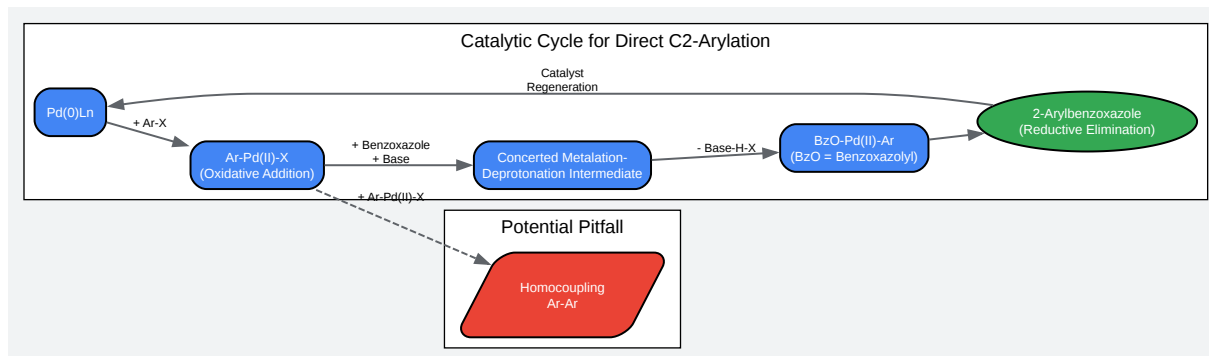 Catalytic Cycle for Direct C2-Arylation
Catalyst
Regeneration
Pd(0)Ln
+ Ar-X
Ar-Pd(II)-X
(Oxidative Addition)
+ Benzoxazole
+ Base
Concerted Metalation-
Deprotonation Intermediate
- Base-H-X
BzO-Pd(II)-Ar
(BzO = Benzoxazolyl)
2-Arylbenzoxazole
(Reductive Elimination)
+ Ar-Pd(II)-X
Potential Pitfall
Homocoupling
Ar-Ar